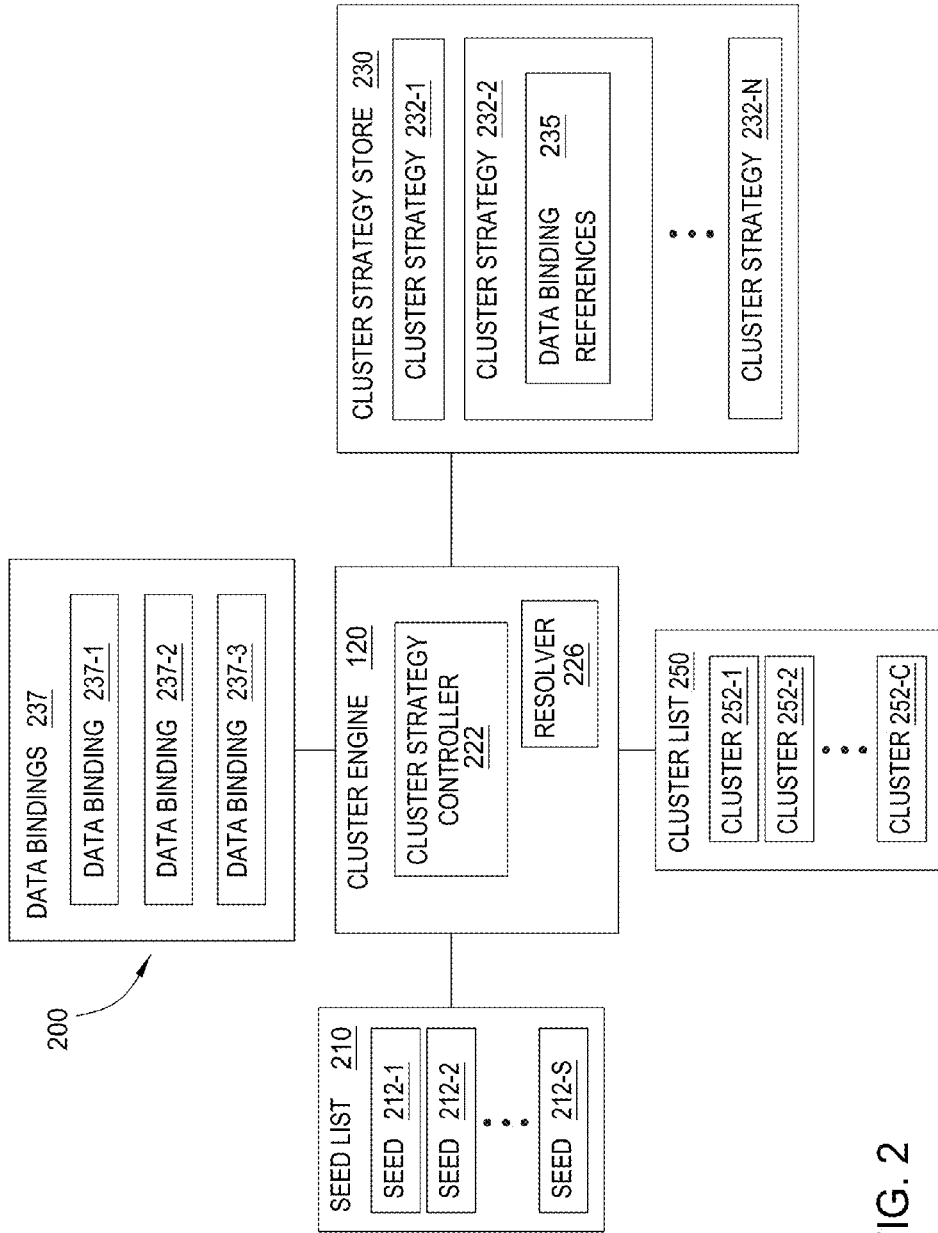 200
DATA BINDINGS 237
DATA BINDING 237-1
DATA BINDING 237-2
DATA BINDING 237-3
SEED LIST 210
SEED 212-1
SEED 212-2
SEED 212-S
CLUSTER ENGINE 120
CLUSTER STRATEGY
CONTROLLER
222
RESOLVER
226
CLUSTER STRATEGY STORE 230
CLUSTER STRATEGY 232-1
CLUSTER STRATEGY 232-2
DATA BINDING 235
REFERENCES
CLUSTER STRATEGY 232-N
CLUSTER LIST 250
CLUSTER 252-1
CLUSTER 252-2
CLUSTER 252-C
FIG. 2